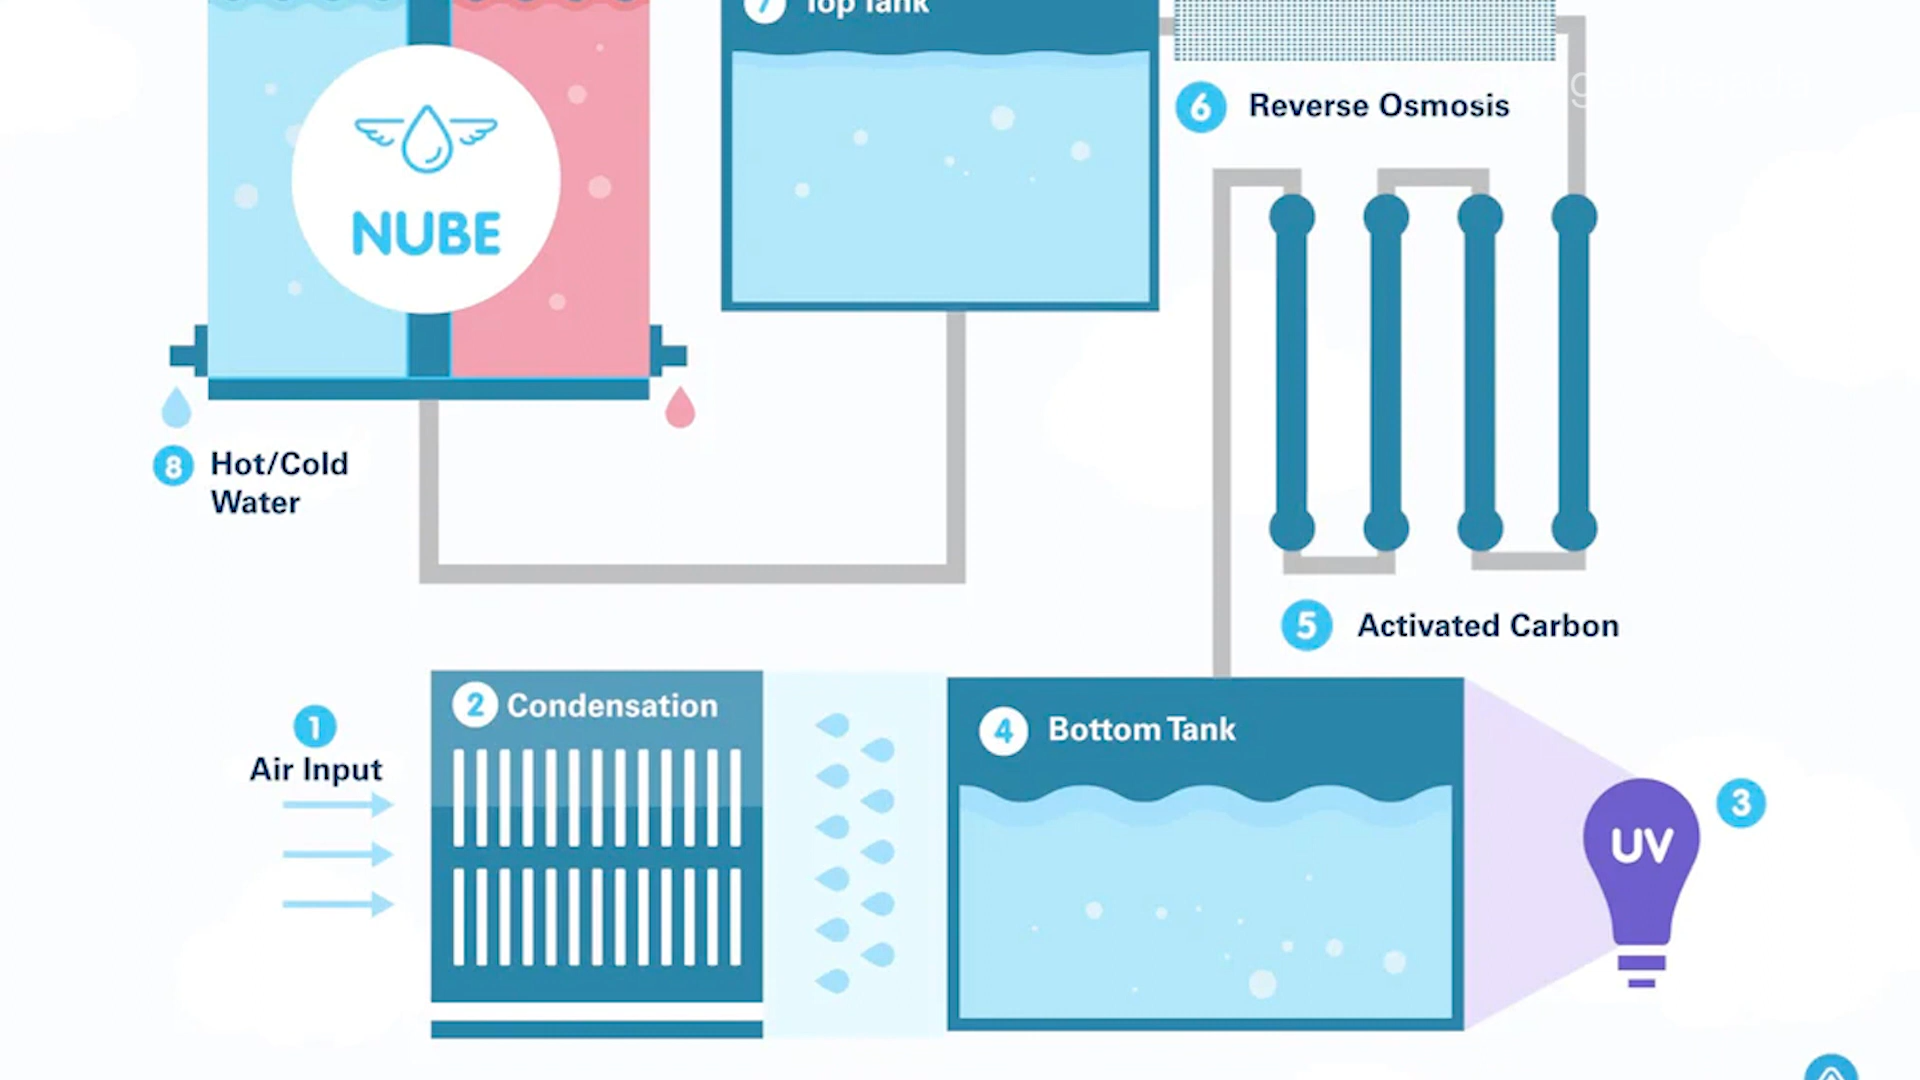 7 Top Tank
6 Reverse Osmosis
NUBE
8 Hot/Cold
Water
5 Activated Carbon
2 Condensation
1
Air Input
4 Bottom Tank
3
UV